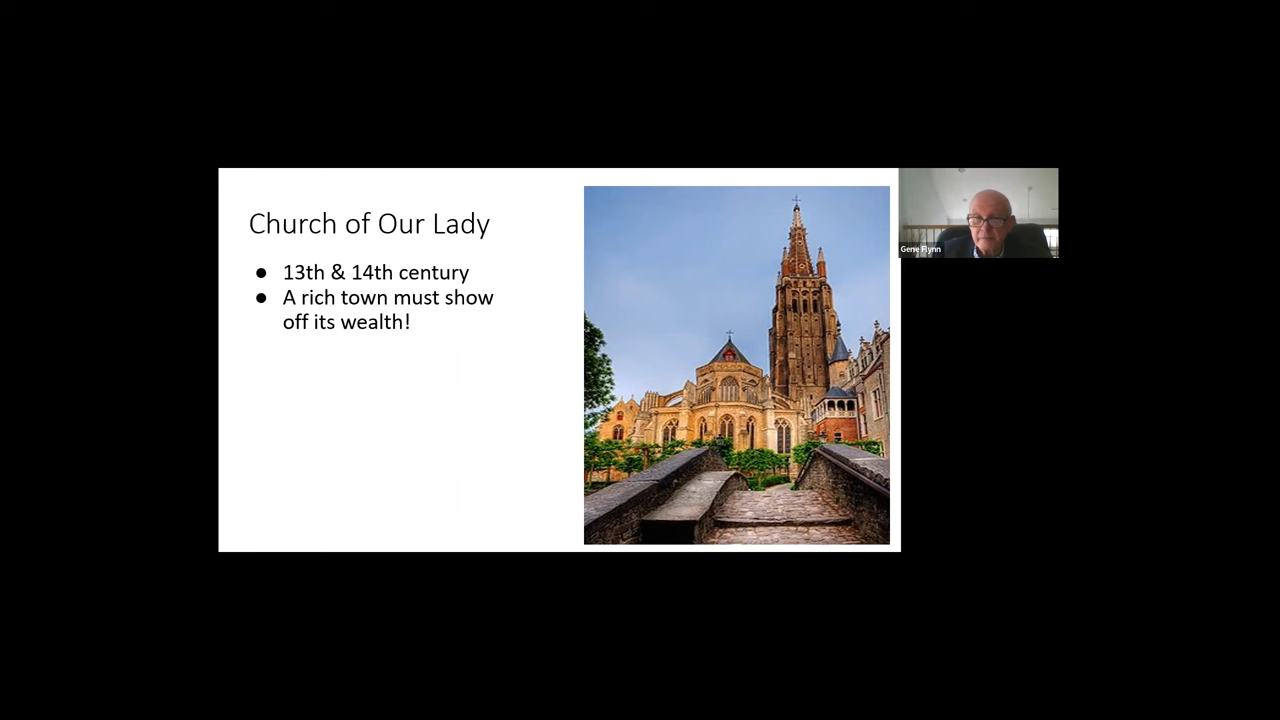 Church of Our Lady
● 13th & 14th century
● A rich town must show
off its wealth!
Gene Flynn